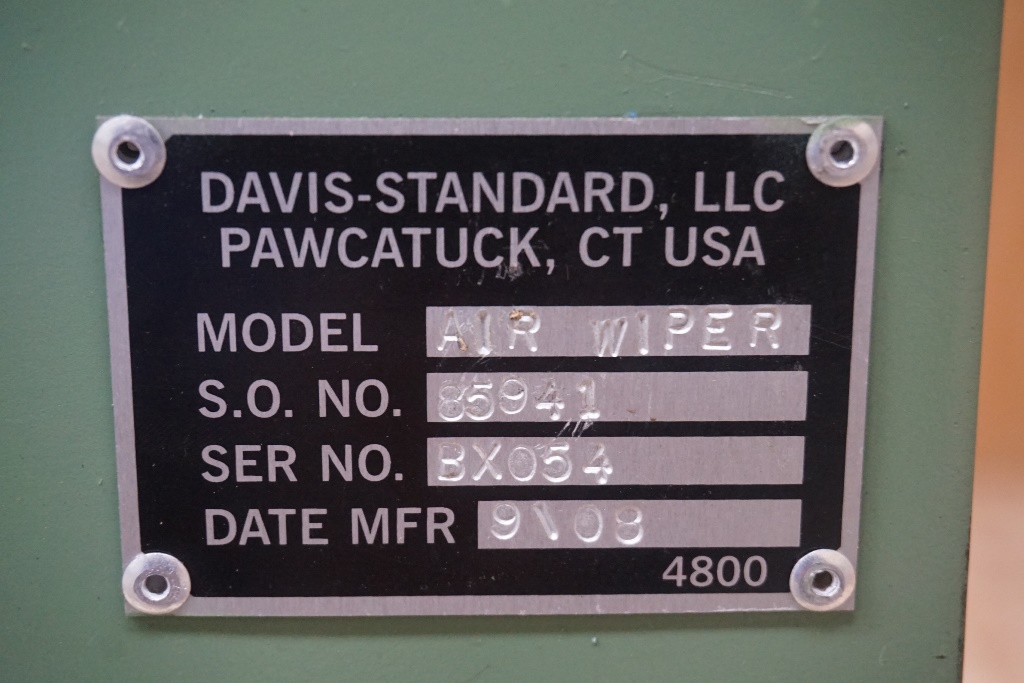 DAVIS-STANDARD, LLC
PAWCATUCK, CT USA
MODEL AIR WIPER
S.O. NO. 85941
SER NO. BX054
DATE MFR 9\08
4800